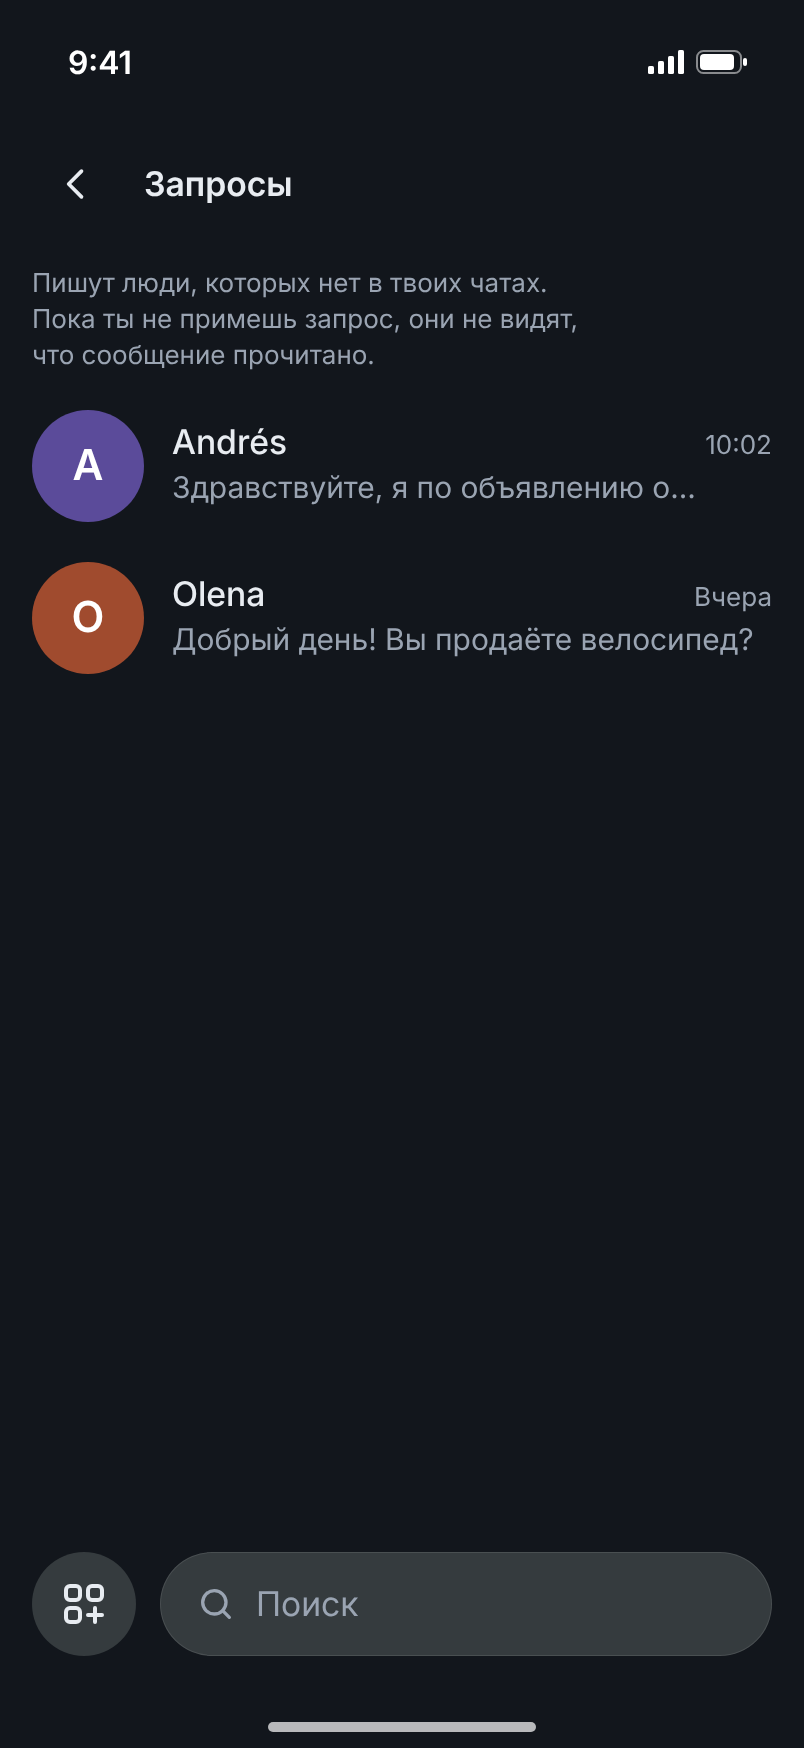 9:41
Запросы
Пишут люди, которых нет в твоих чатах.
Пока ты не примешь запрос, они не видят,
что сообщение прочитано.
A
Andrés
10:02
Здравствуйте, я по объявлению о...
O
Olena
Вчера
Добрый день! Вы продаёте велосипед?
Поиск